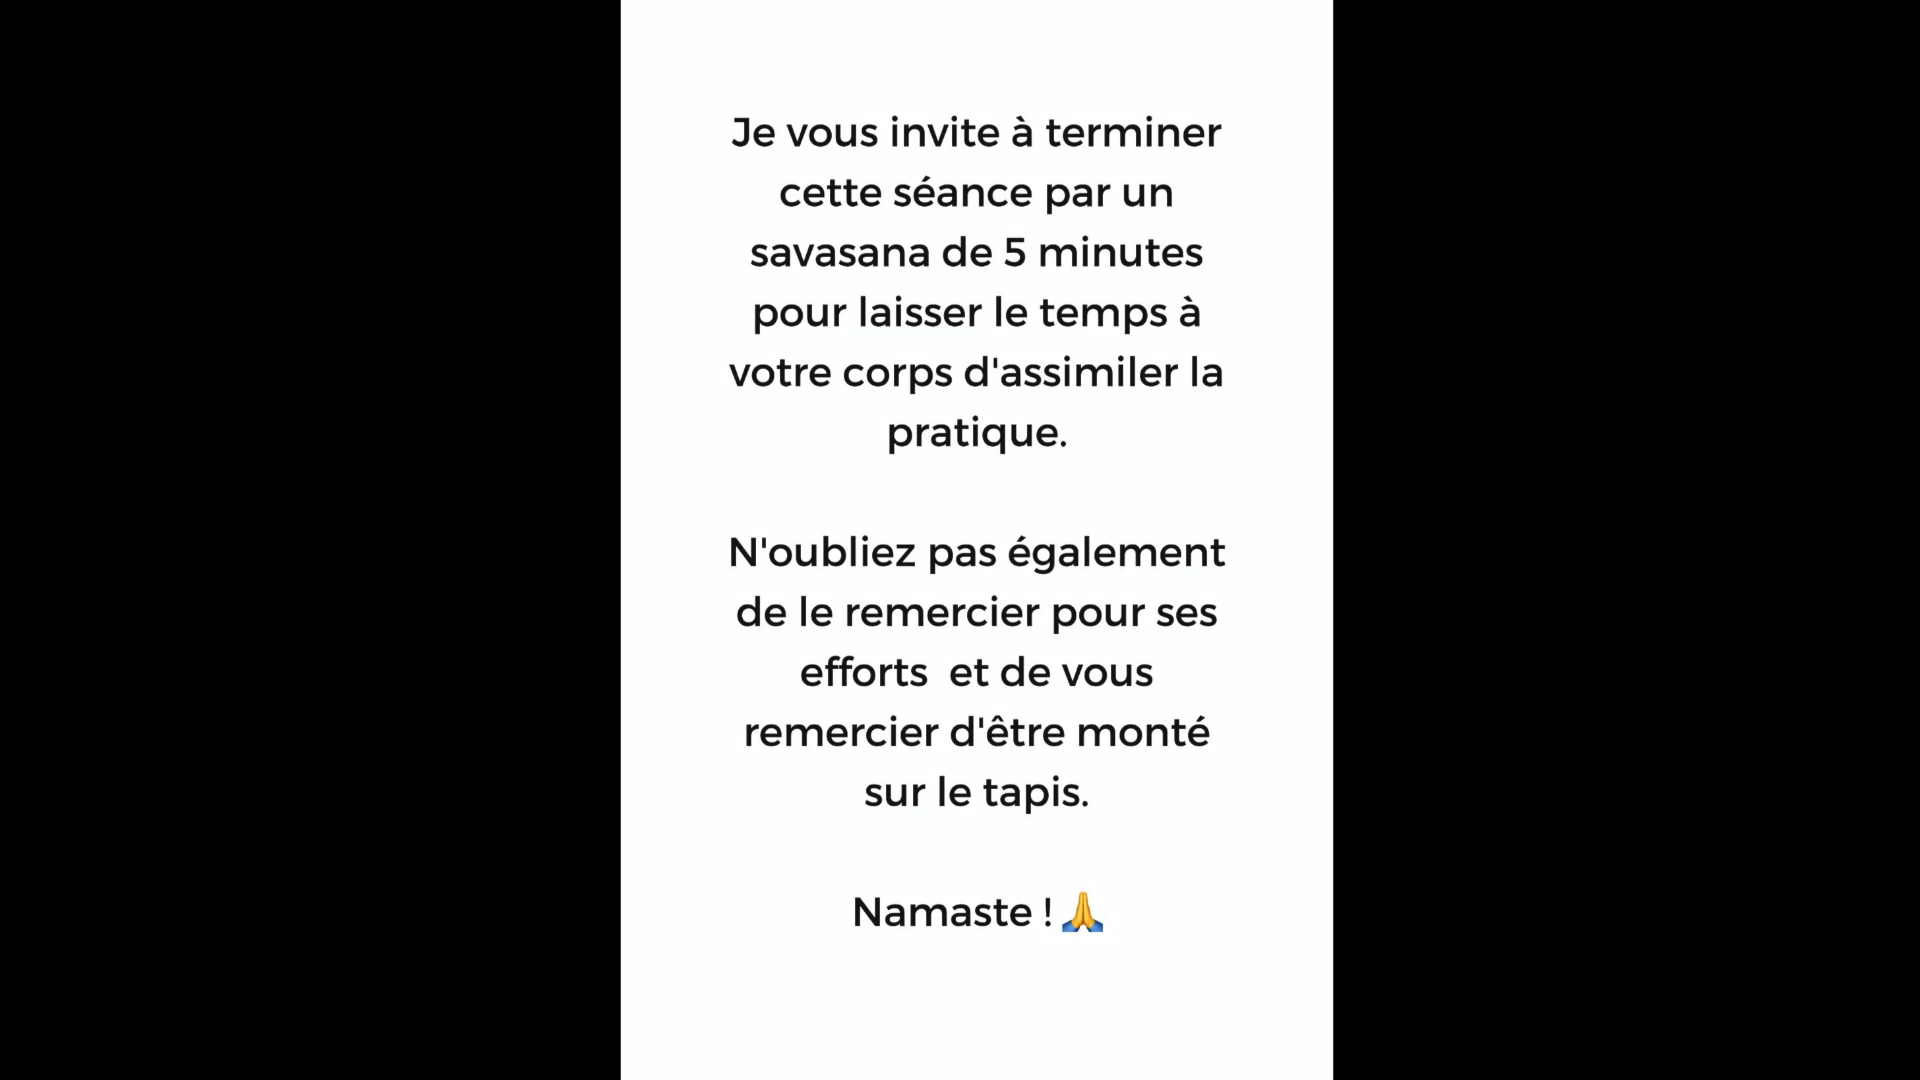 Je vous invite à terminer
cette séance par un
savasana de 5 minutes
pour laisser le temps à
votre corps d'assimiler la
pratique.
N'oubliez pas également
de le remercier pour ses
efforts  et de vous
remercier d'être monté
sur le tapis.
Namaste ! 🙏